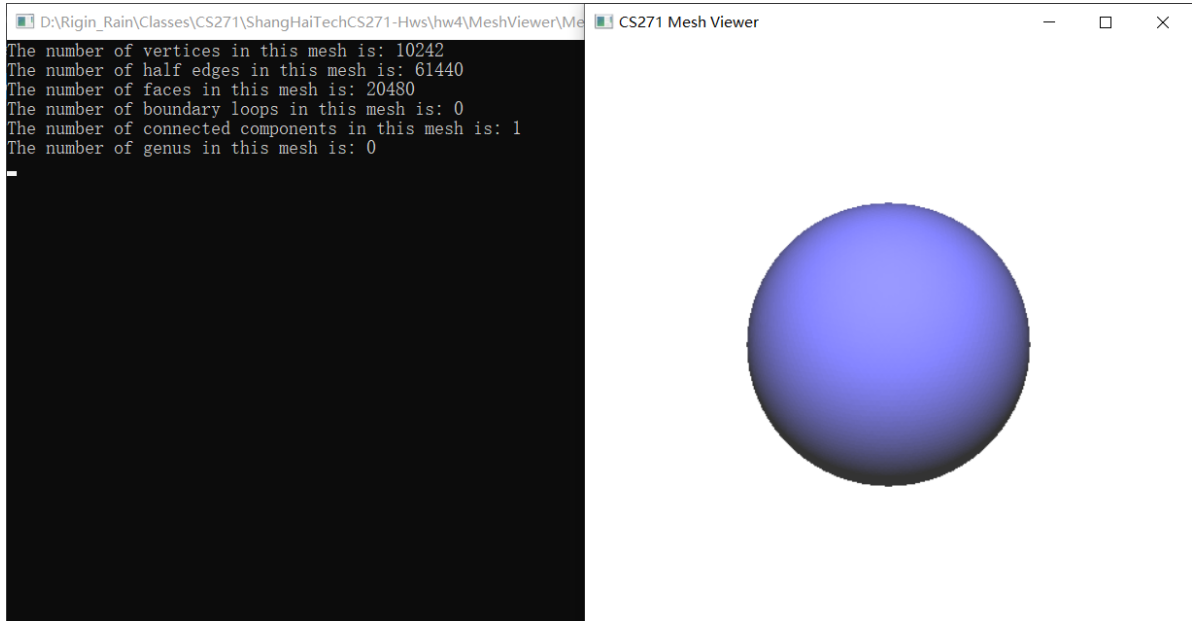 D:\Rigin_Rain\Classes\CS271\ShangHaiTechCS271-Hws\hw4\MeshViewer\Me
CS271 Mesh Viewer
The number of vertices in this mesh is: 10242
The number of half edges in this mesh is: 61440
The number of faces in this mesh is: 20480
The number of boundary loops in this mesh is: 0
The number of connected components in this mesh is: 1
The number of genus in this mesh is: 0